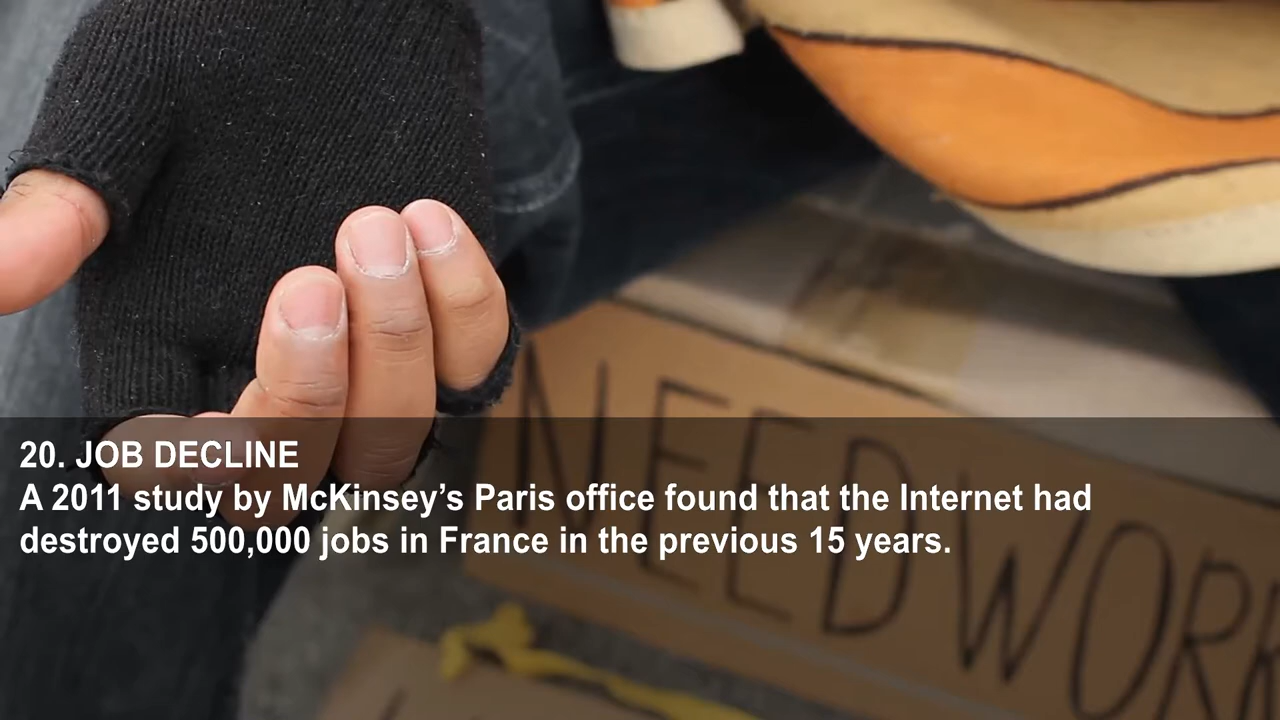 20. JOB DECLINE
A 2011 study by McKinsey’s Paris office found that the Internet had
destroyed 500,000 jobs in France in the previous 15 years.
NEED WORK